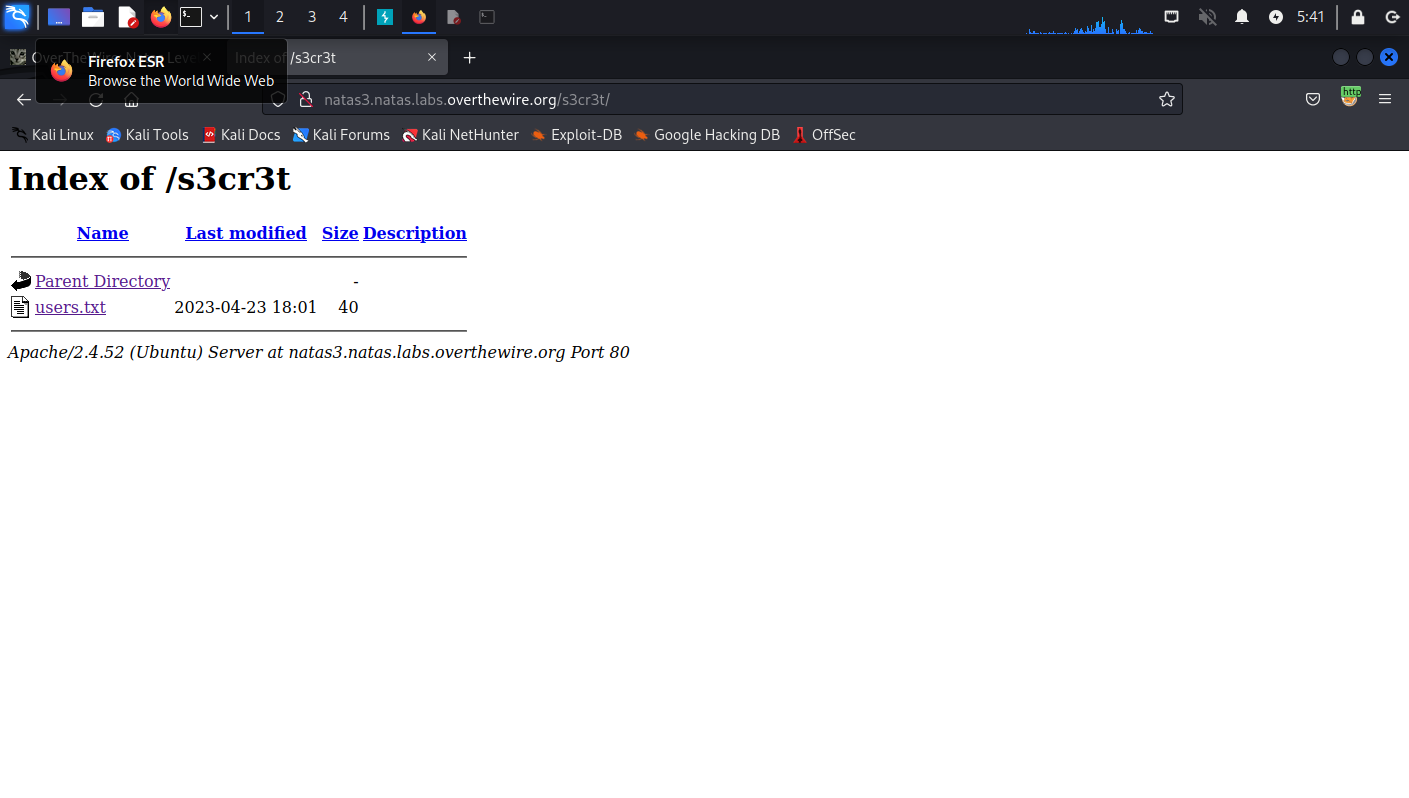 1 2 3 4 5:41
OverTheWire: Natas Leve
Index of /s3cr3t
Firefox ESR
Browse the World Wide Web
natas3.natas.labs.overthewire.org/s3cr3t/
http
Kali Linux Kali Tools Kali Docs Kali Forums Kali NetHunter Exploit-DB Google Hacking DB OffSec
Index of /s3cr3t
Name Last modified Size Description
Parent Directory -
users.txt 2023-04-23 18:01 40
Apache/2.4.52 (Ubuntu) Server at natas3.natas.labs.overthewire.org Port 80